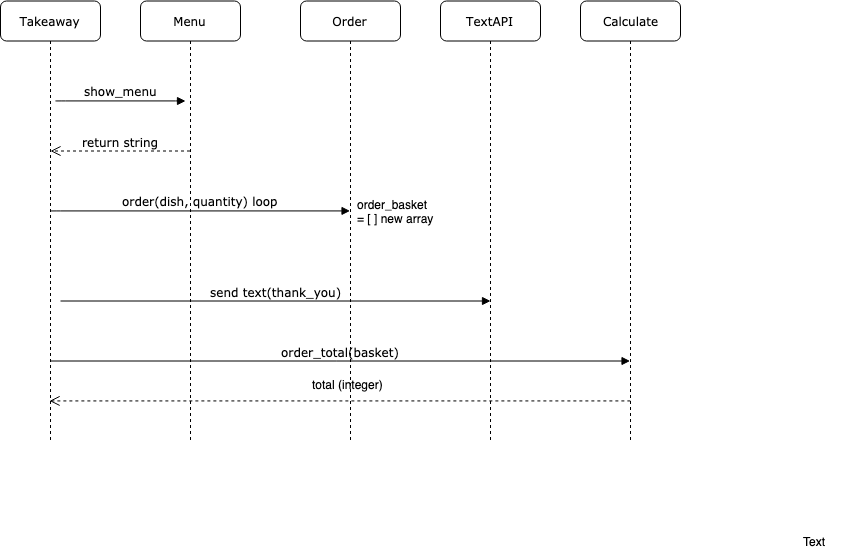 Takeaway
Menu
Order
TextAPI
Calculate
show_menu
return string
order(dish, quantity) loop
order_basket
= [ ] new array
send text(thank_you)
order_total(basket)
total (integer)
Text